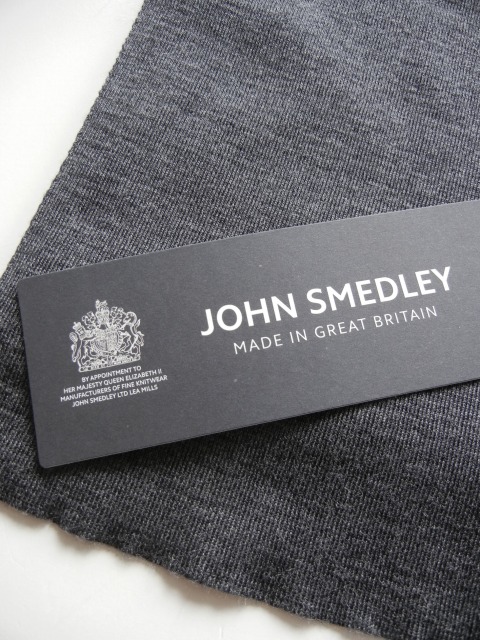 JOHN SMEDLEY
MADE IN GREAT BRITAIN
BY APPOINTMENT TO
HER MAJESTY QUEEN ELIZABETH II
MANUFACTURERS OF FINE KNITWEAR
JOHN SMEDLEY LTD LEA MILLS